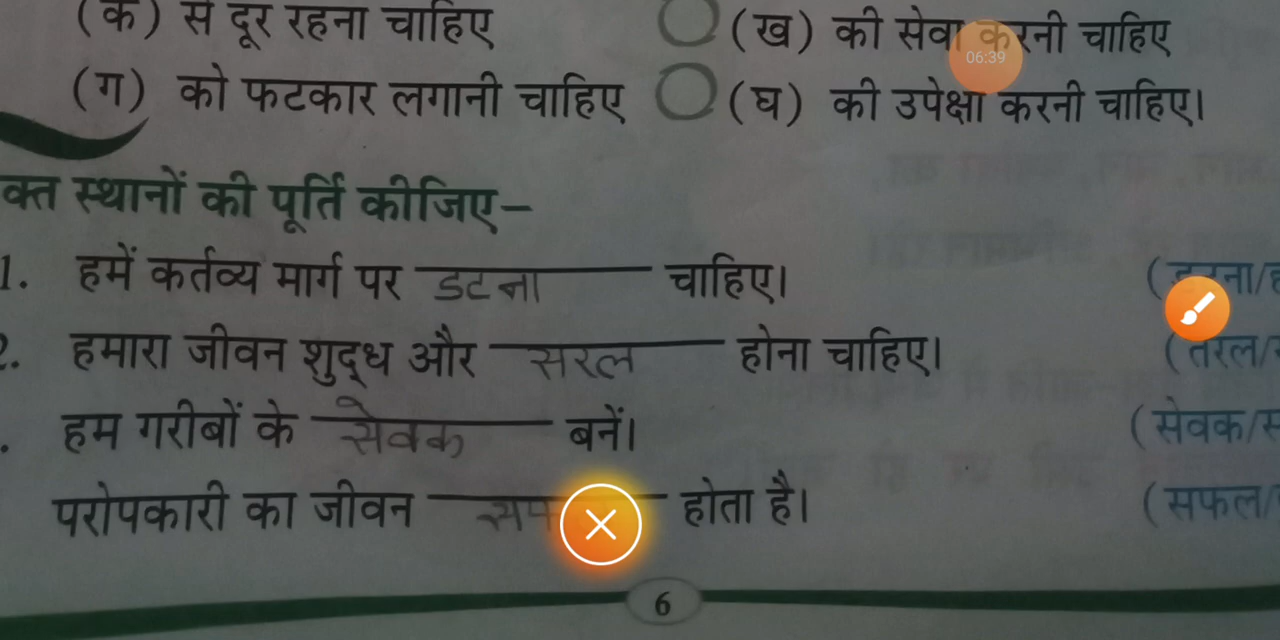 (क) से दूर रहना चाहिए (ख) की सेवा करनी चाहिए
(ग) को फटकार लगानी चाहिए (घ) की उपेक्षा करनी चाहिए।
क्त स्थानों की पूर्ति कीजिए–
1. हमें कर्तव्य मार्ग पर डटना चाहिए। (डटना/ह
2. हमारा जीवन शुद्ध और सरल होना चाहिए। (तरल/
हम गरीबों के सेवक बनें। (सेवक/स
परोपकारी का जीवन होता है। (सफल/
6
06:39